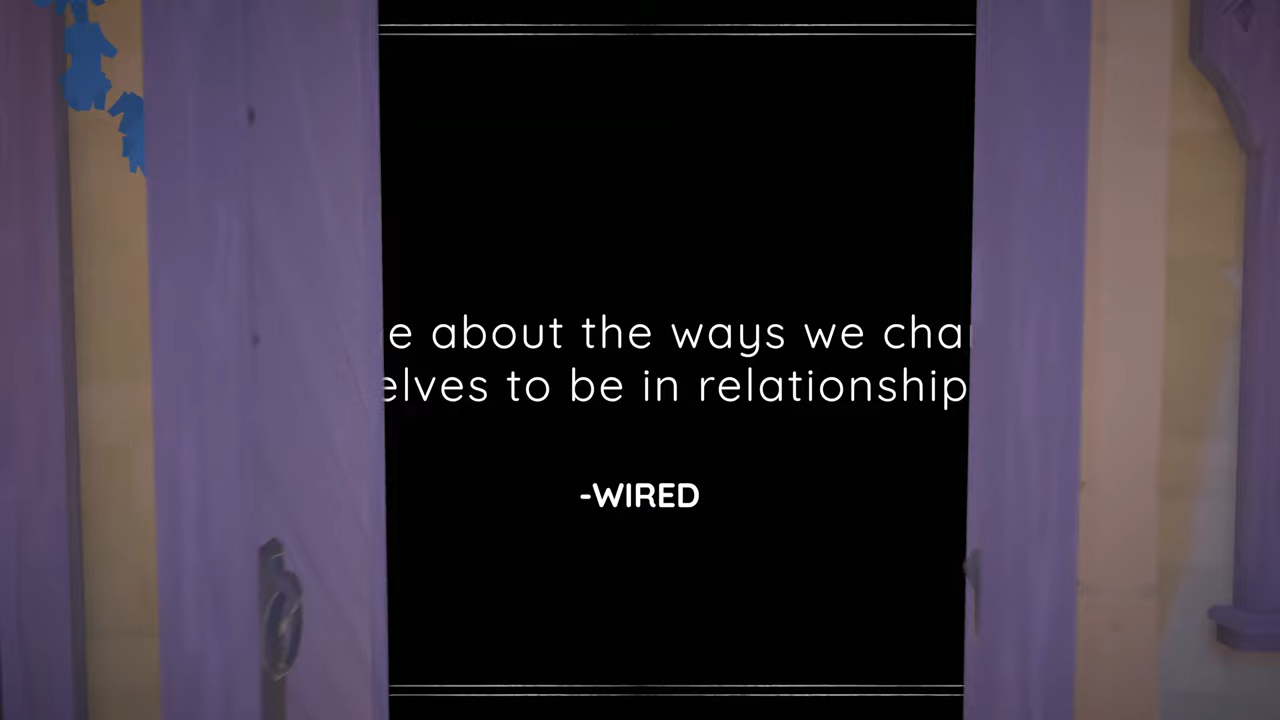 e about the ways we cha
elves to be in relationship
-WIRED